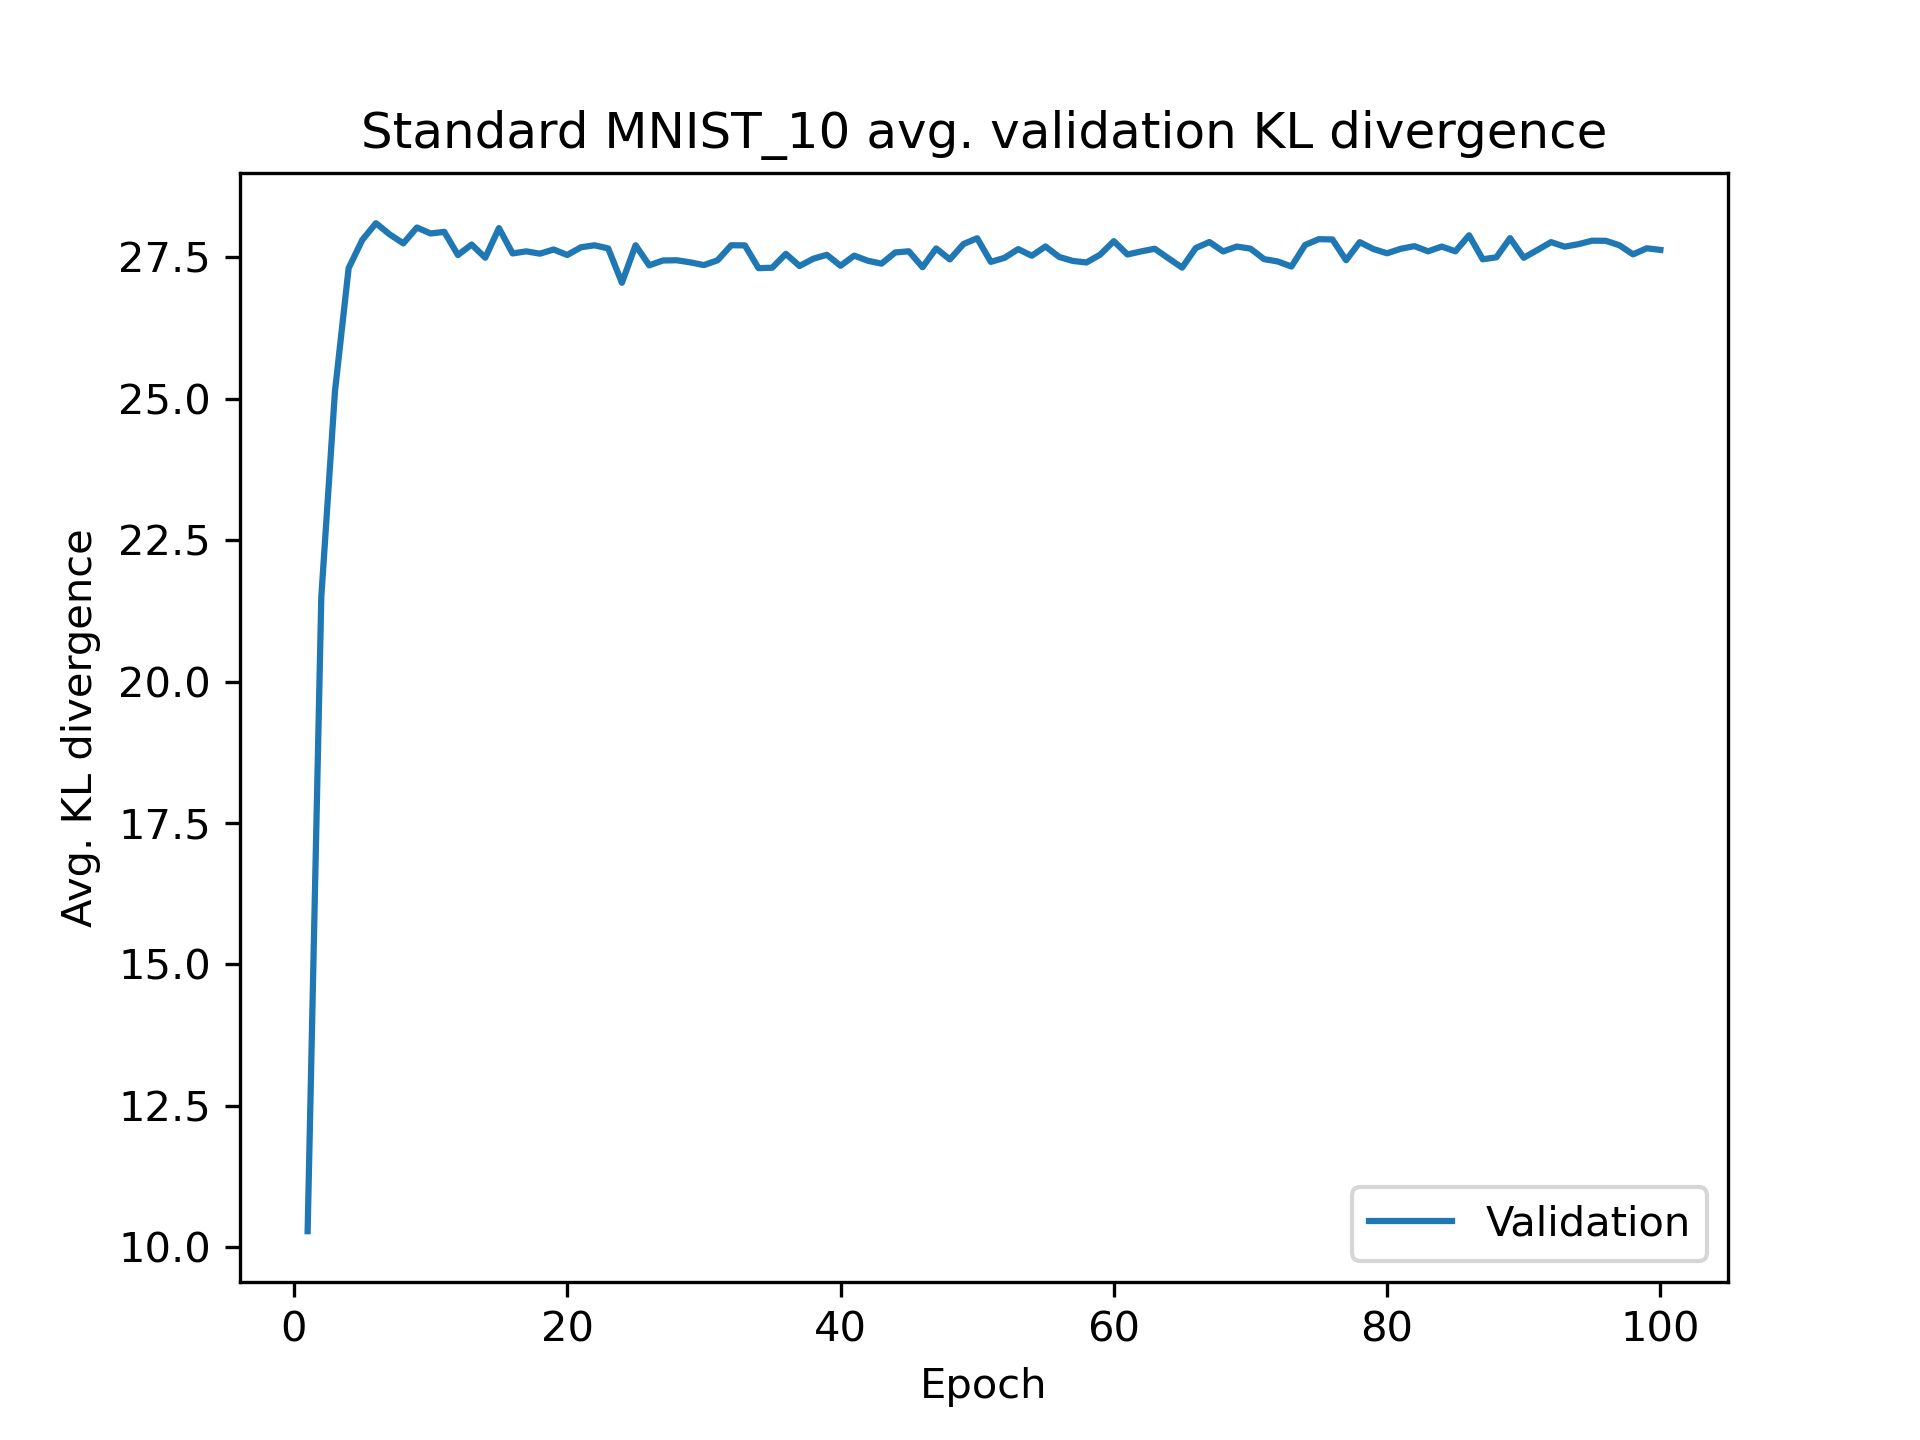 Standard MNIST_10 avg. validation KL divergence
Avg. KL divergence
27.5
25.0
22.5
20.0
17.5
15.0
12.5
10.0
Validation
0 20 40 60 80 100
Epoch